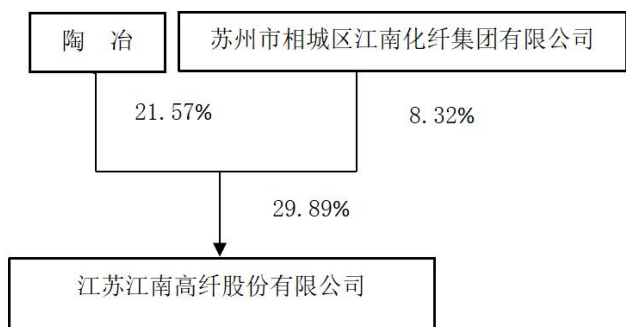 陶 冶
苏州市相城区江南化纤集团有限公司
21.57%
8.32%
29.89%
江苏江南高纤股份有限公司